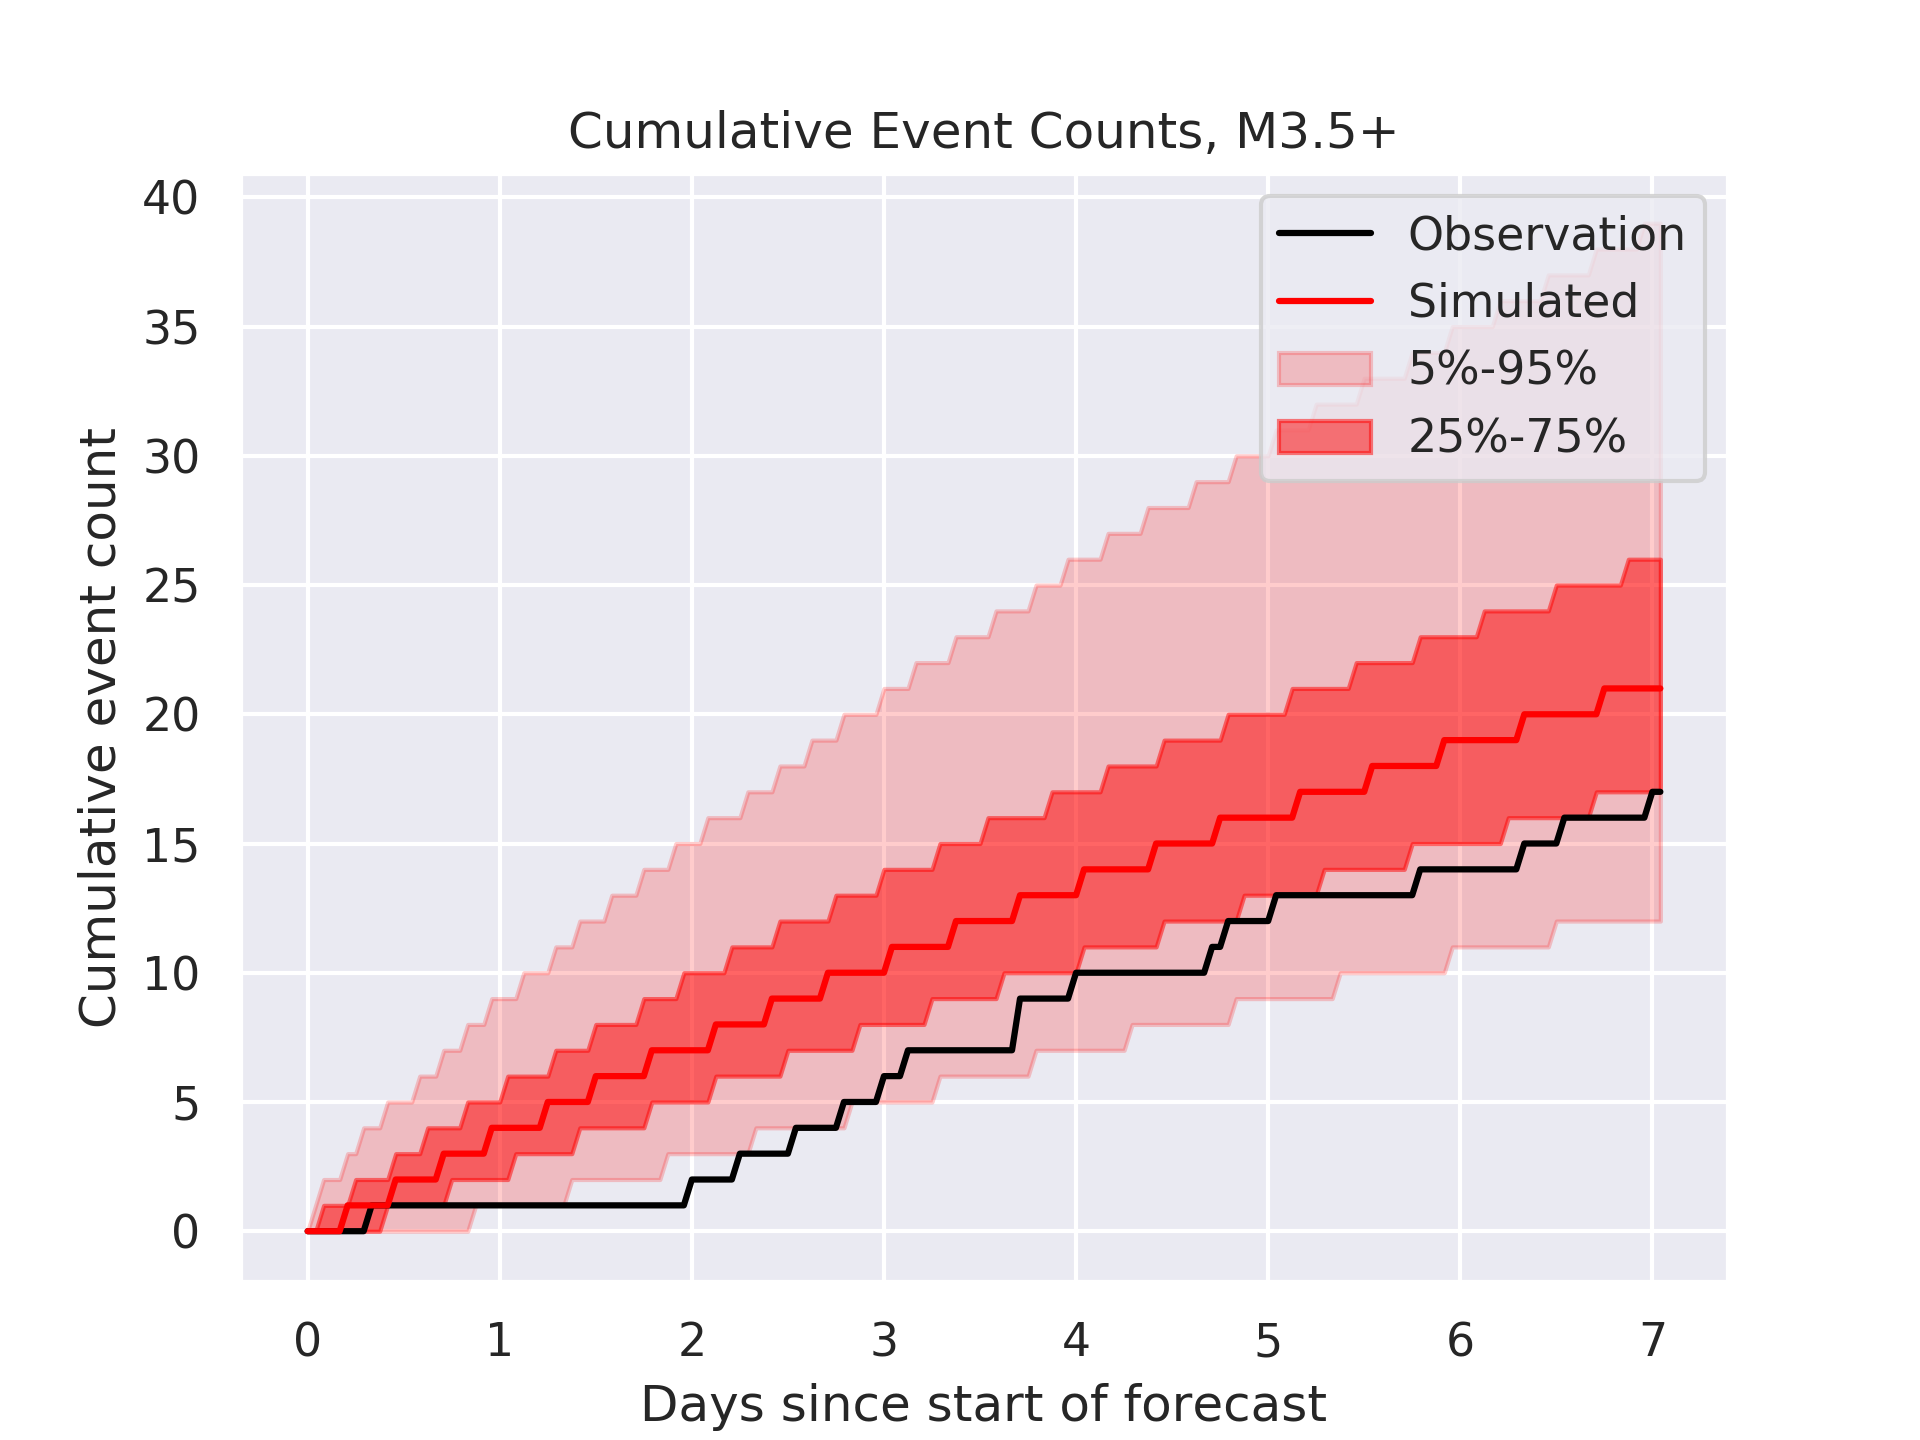 Cumulative Event Counts, M3.5+
Observation
Simulated
5%-95%
25%-75%
Cumulative event count
40
35
30
25
20
15
10
5
0
0 1 2 3 4 5 6 7
Days since start of forecast